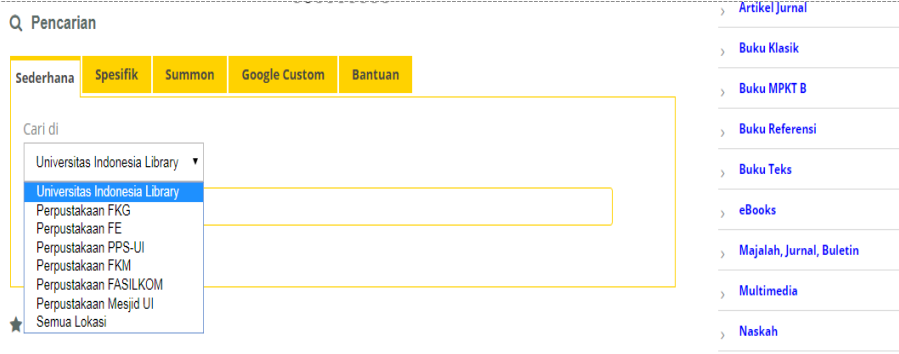 Pencarian
Sederhana Spesifik Summon Google Custom Bantuan
Cari di
Universitas Indonesia Library
Universitas Indonesia Library
Perpustakaan FKG
Perpustakaan FE
Perpustakaan PPS-UI
Perpustakaan FKM
Perpustakaan FASILKOM
Perpustakaan Mesjid UI
Semua Lokasi
Artikel Jurnal
Buku Klasik
Buku MPKT B
Buku Referensi
Buku Teks
eBooks
Majalah, Jurnal, Buletin
Multimedia
Naskah